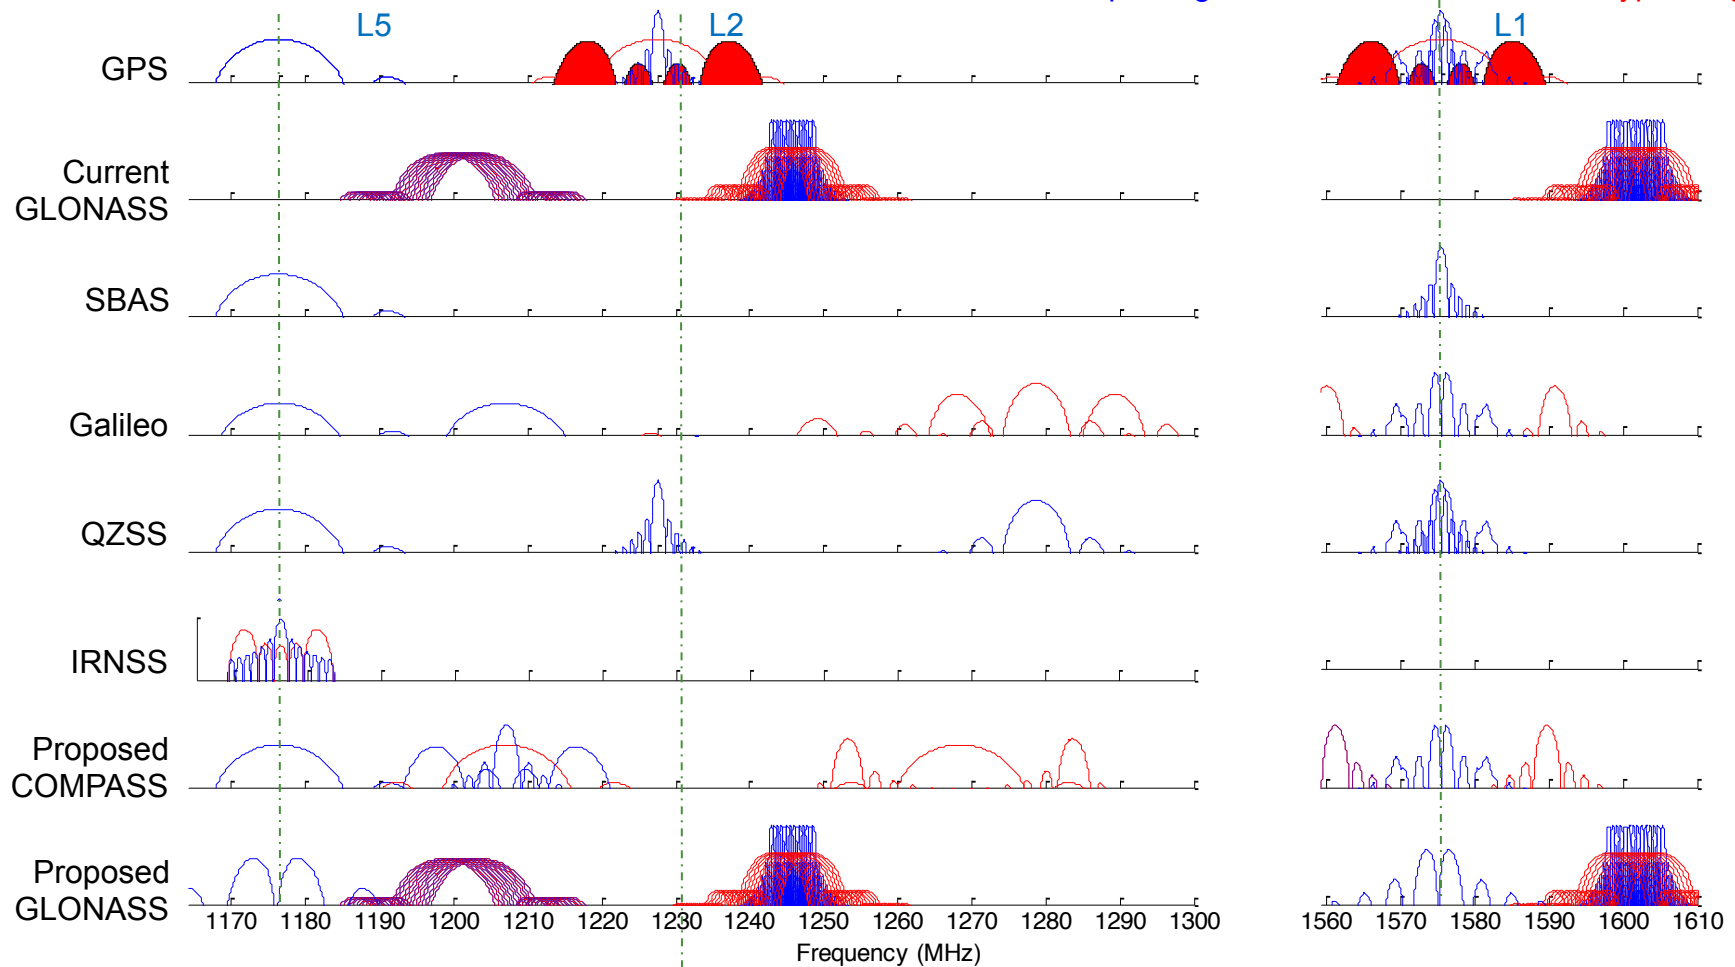 L5 L2 L1
GPS
Current
GLONASS
SBAS
Galileo
QZSS
IRNSS
Proposed
COMPASS
Proposed
GLONASS
1170 1180 1190 1200 1210 1220 1230 1240 1250 1260 1270 1280 1290 1300 1560 1570 1580 1590 1600 1610
Frequency (MHz)